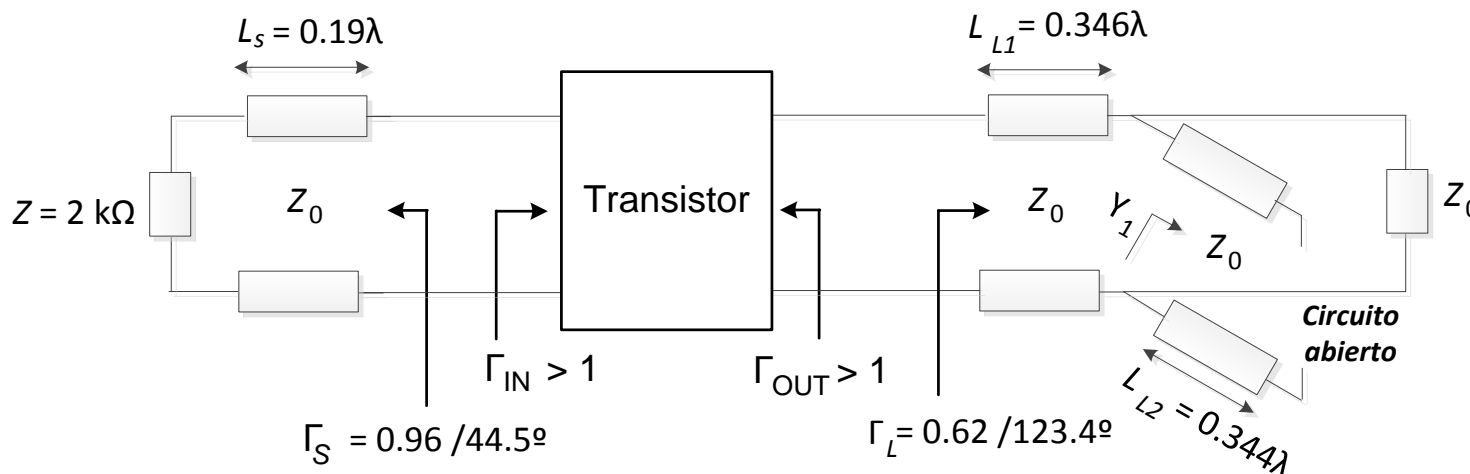 L_s = 0.19λ
L_L1 = 0.346λ
Z = 2 kΩ
Z_0
Transistor
Z_0
Y_1
Z_0
Z_0
Circuito
abierto
L_L2 = 0.344λ
Γ_IN > 1
Γ_OUT > 1
Γ_S = 0.96 /44.5º
Γ_L = 0.62 /123.4º